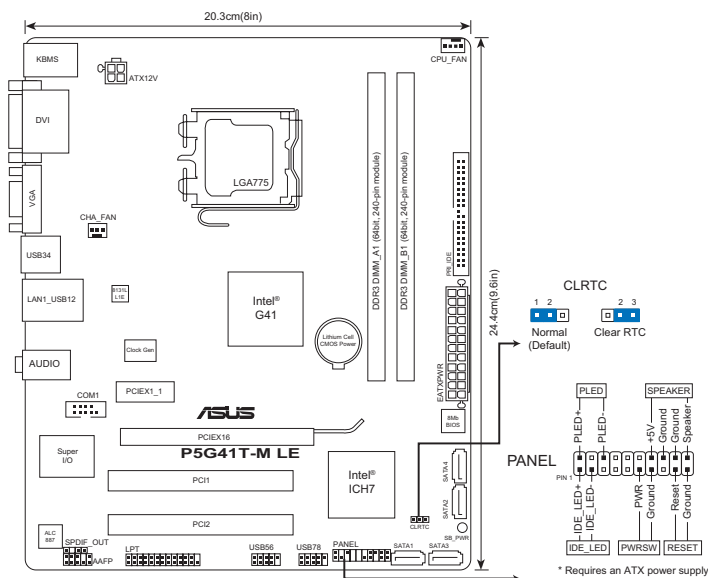 20.3cm(8in)
KBMS
ATX12V
CPU_FAN
DVI
LGA775
VGA
CHA_FAN
DDR3 DIMM_A1 (64bit, 240-pin module)
DDR3 DIMM_B1 (64bit, 240-pin module)
PRI_IDE
24.4cm(9.6in)
USB34
LAN1_USB12
8131L
L1E
Intel®
G41
Lithium Cell
CMOS Power
EATXPWR
Clock Gen
AUDIO
COM1
PCIEX1_1
8Mb
BIOS
ASUS
PCIEX16
P5G41T-M LE
Super
I/O
PCI1
Intel®
ICH7
SATA4
SATA2
PCI2
CLRTC
SB_PWR
ALC
887
SPDIF_OUT
AAFP
LPT
USB56
USB78
PANEL
SATA1
SATA3
CLRTC
1 2
2 3
Normal
(Default)
Clear RTC
PLED
SPEAKER
PLED+
PLED-
+5V
Ground
Ground
Speaker-
PANEL
PIN 1
IDE_LED+
IDE_LED-
PWR
Ground
Reset
Ground
IDE_LED
PWRSW
RESET
* Requires an ATX power supply